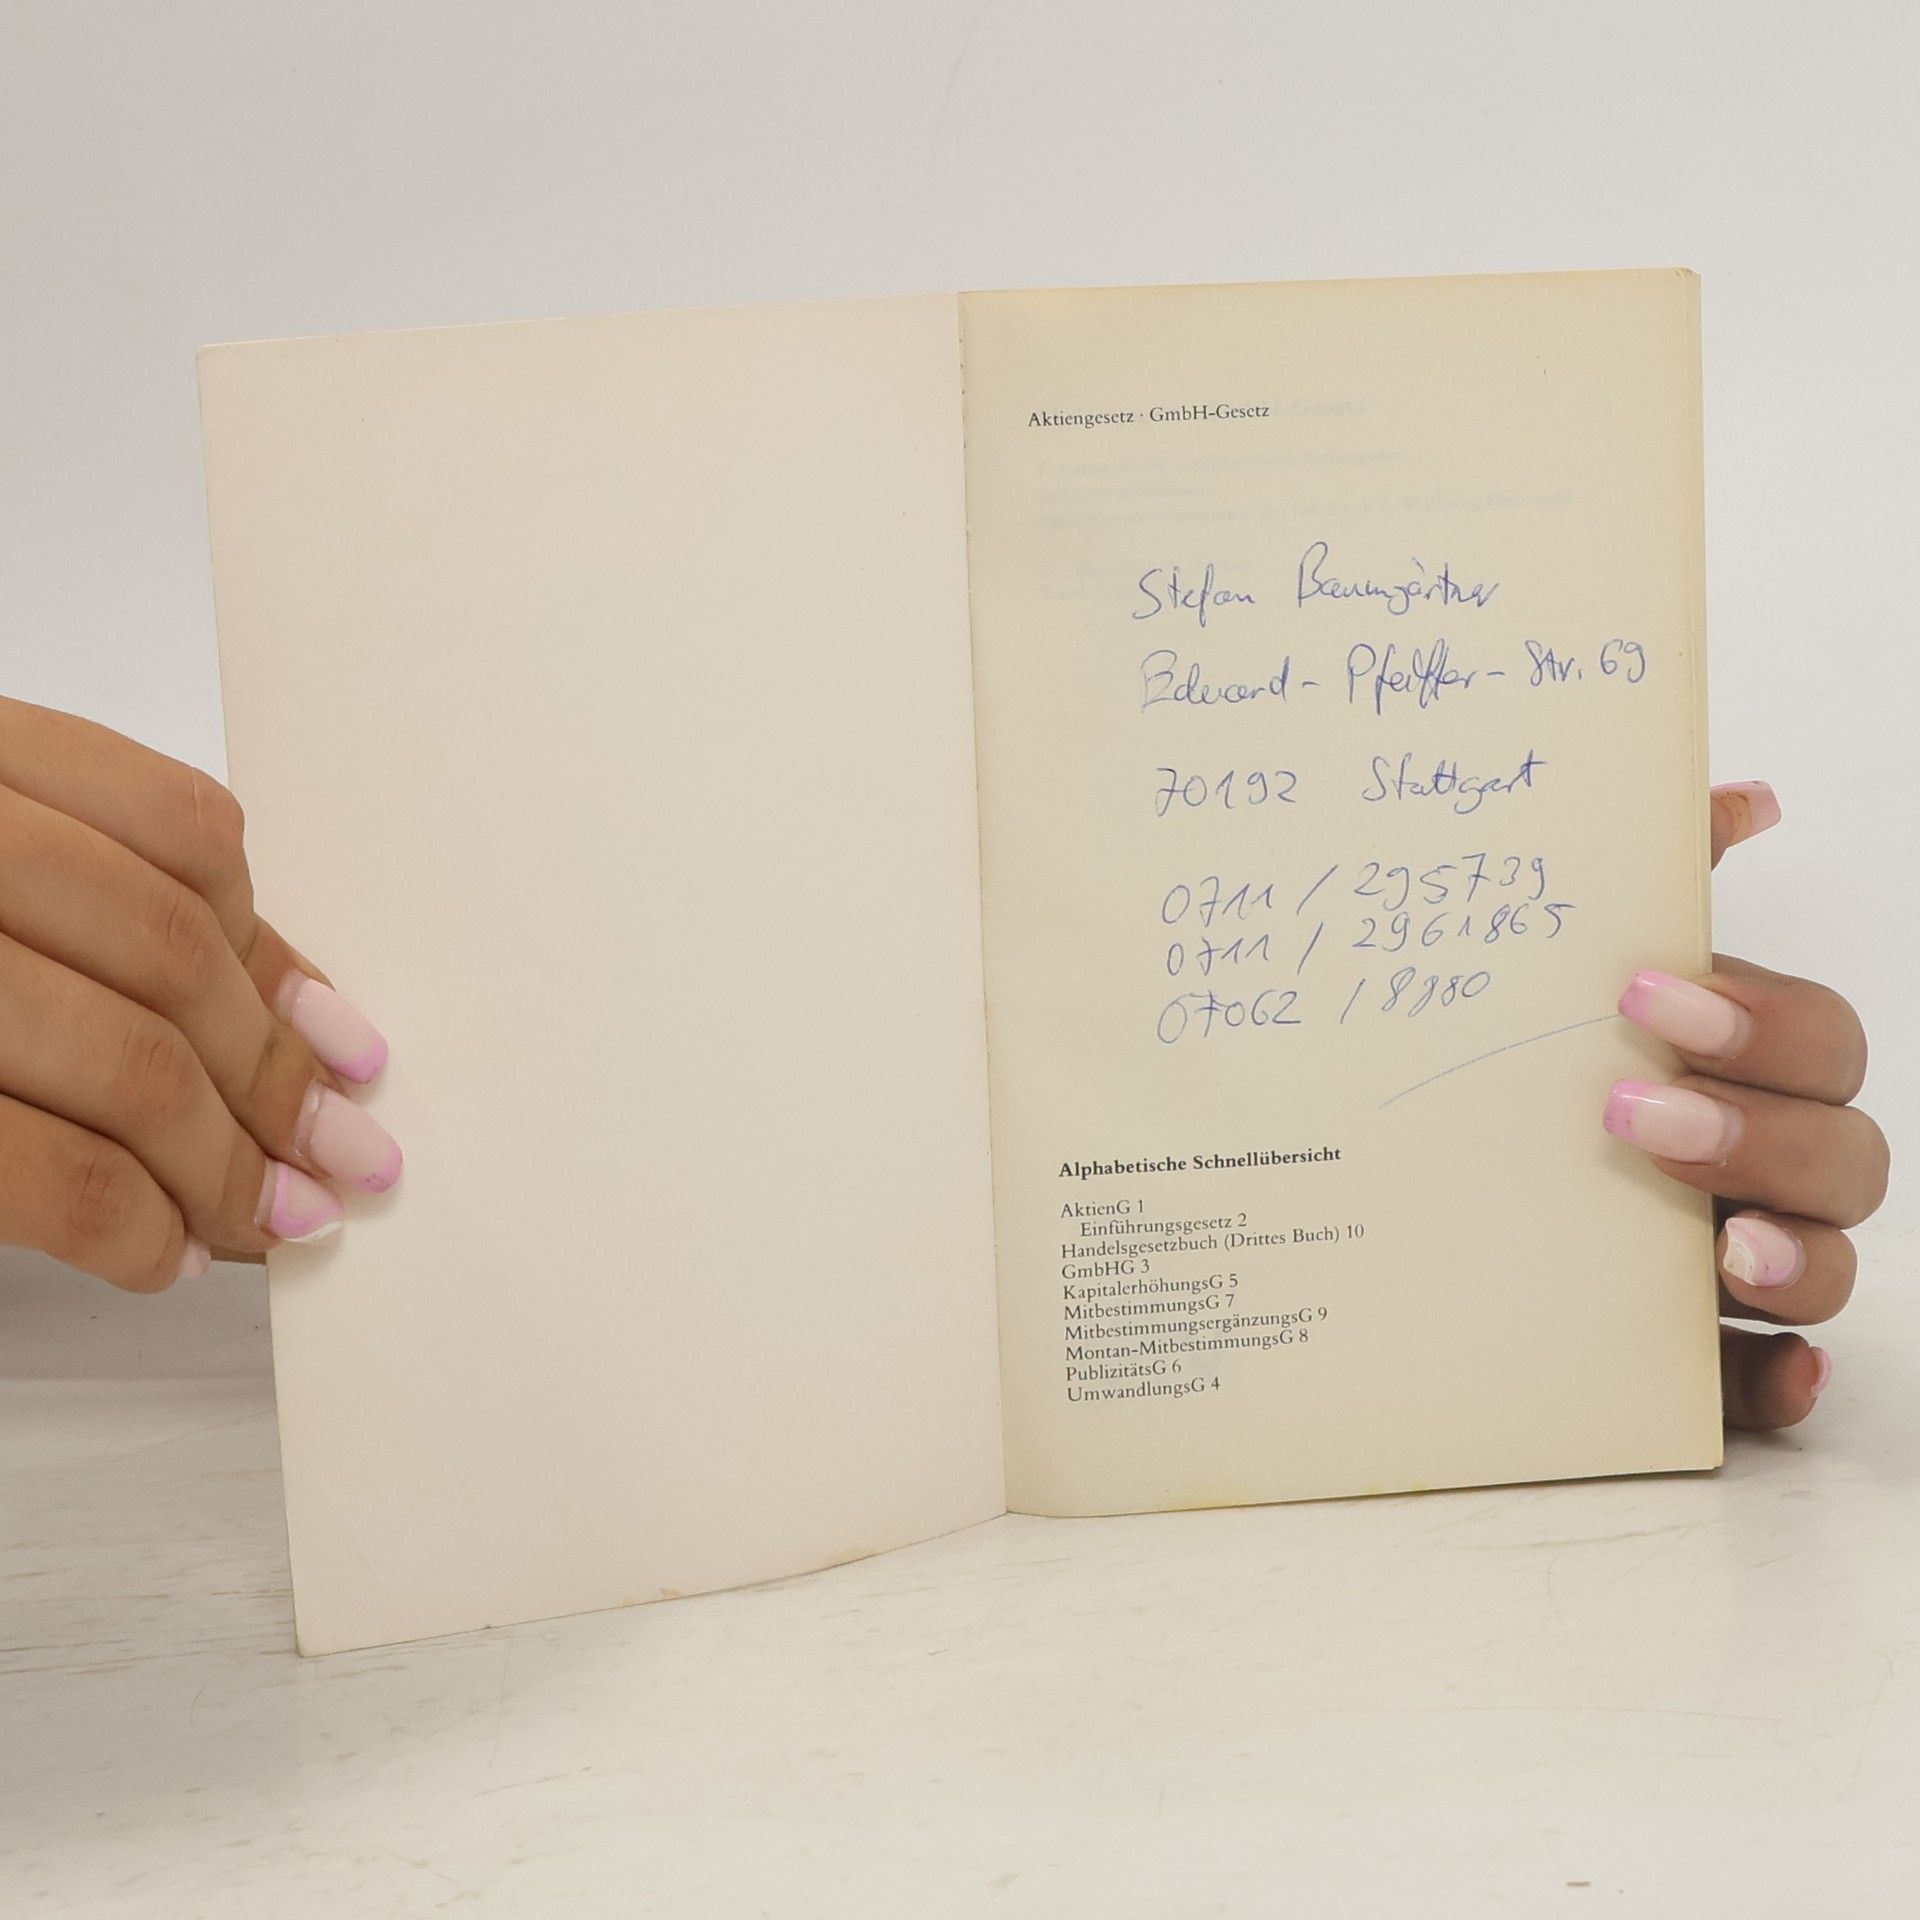 Aktiengesetz · GmbH-Gesetz
Stefan Baumgärtner
Eduard-Pfeiffer-Str. 69
70192 Stuttgart
0711 / 295739
0711 / 2961865
07062 / 8980
Alphabetische Schnellübersicht
AktienG 1
Einführungsgesetz 2
Handelsgesetzbuch (Drittes Buch) 10
GmbHG 3
KapitalerhöhungsG 5
MitbestimmungsG 7
MitbestimmungsergänzungsG 9
Montan-MitbestimmungsG 8
PublizitätsG 6
UmwandlungsG 4